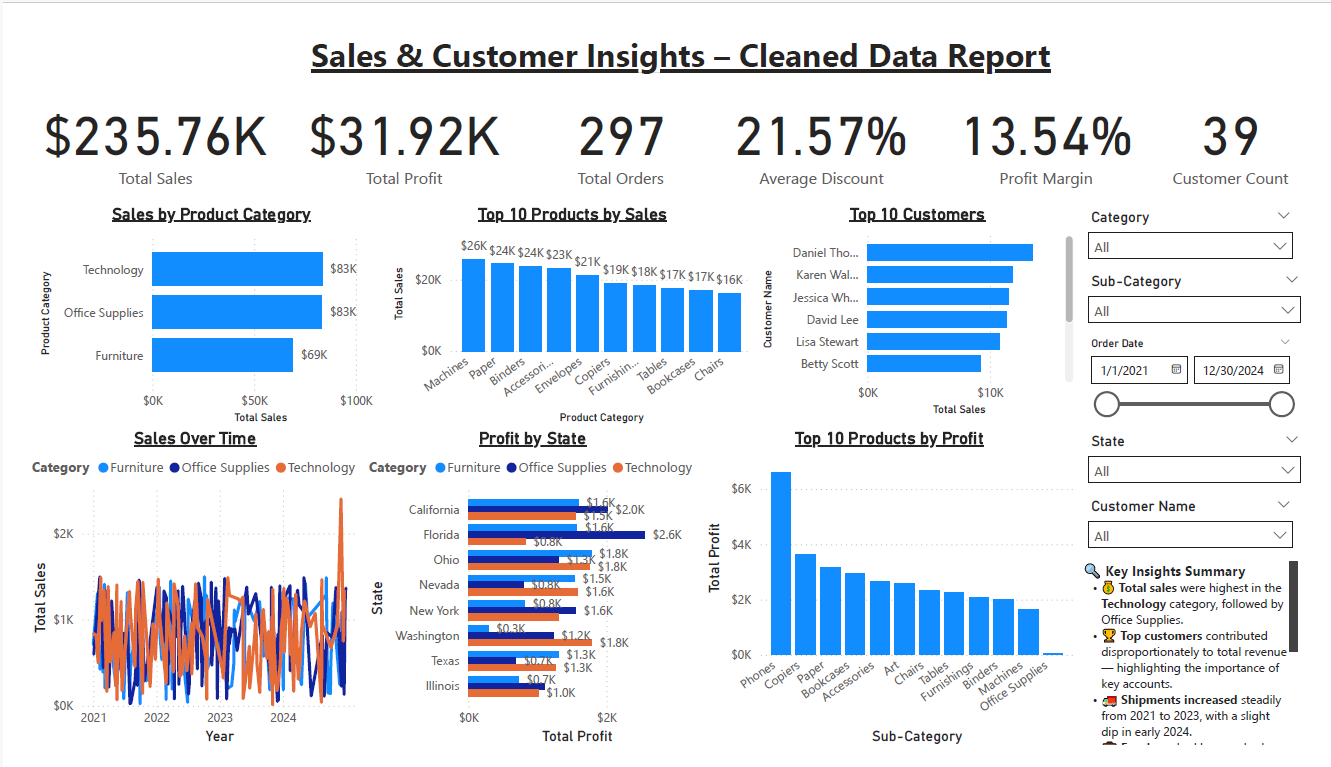 Sales & Customer Insights – Cleaned Data Report
$235.76K
Total Sales
$31.92K
Total Profit
297
Total Orders
21.57%
Average Discount
13.54%
Profit Margin
39
Customer Count
Sales by Product Category
Product Category
Technology
$83K
Office Supplies
$83K
Furniture
$69K
$0K
$50K
$100K
Total Sales
Top 10 Products by Sales
Total Sales
$20K
$0K
$26K
$24K
$24K
$23K
$21K
$19K
$18K
$17K
$17K
$16K
Machines
Paper
Binders
Accessori...
Envelopes
Copiers
Furnishin...
Tables
Bookcases
Chairs
Product Category
Top 10 Customers
Customer Name
Daniel Tho...
Karen Wal...
Jessica Wh...
David Lee
Lisa Stewart
Betty Scott
$0K
$10K
Total Sales
Category
All
Sub-Category
All
Order Date
1/1/2021
12/30/2024
State
All
Customer Name
All
Sales Over Time
Category Furniture Office Supplies Technology
Total Sales
$2K
$1K
$0K
2021
2022
2023
2024
Year
Profit by State
Category Furniture Office Supplies Technology
State
California
$1.6K
$2.0K
$1.5K
Florida
$1.6K
$2.6K
$0.8K
Ohio
$1.8K
$1.3K
$1.8K
Nevada
$1.5K
$0.8K
$1.6K
New York
$0.8K
$1.6K
Washington
$0.3K
$1.2K
$1.8K
Texas
$1.3K
$0.7K
$1.3K
Illinois
$0.7K
$1.0K
$0K
$2K
Total Profit
Top 10 Products by Profit
Total Profit
$6K
$4K
$2K
$0K
Phones
Copiers
Paper
Bookcases
Accessories
Art
Chairs
Tables
Furnishings
Binders
Machines
Office Supplies
Sub-Category
Key Insights Summary
• Total sales were highest in the
Technology category, followed by
Office Supplies.
• Top customers contributed
disproportionately to total revenue
— highlighting the importance of
key accounts.
• Shipments increased steadily
from 2021 to 2023, with a slight
dip in early 2024.